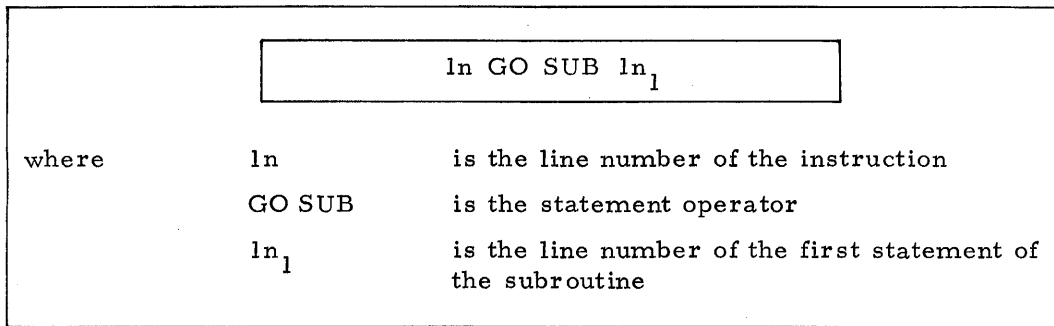 ln GO SUB ln₁
where ln is the line number of the instruction
GO SUB is the statement operator
ln₁ is the line number of the first statement of
the subroutine